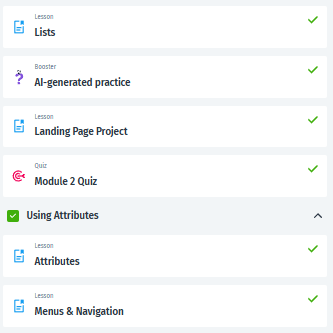 Lesson
Lists
Booster
AI-generated practice
Lesson
Landing Page Project
Quiz
Module 2 Quiz
Using Attributes
Lesson
Attributes
Lesson
Menus & Navigation